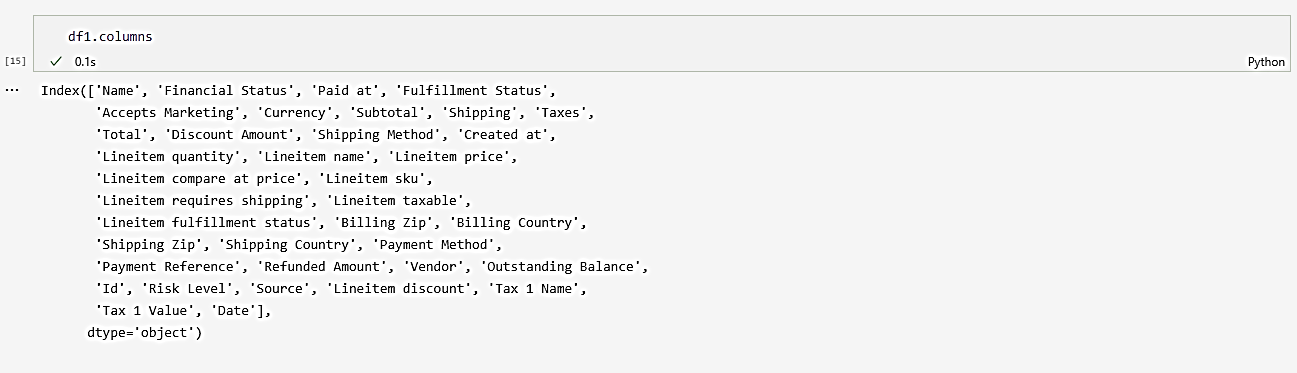 df1.columns
[15]
✓ 0.1s
Python
... Index(['Name', 'Financial Status', 'Paid at', 'Fulfillment Status',
'Accepts Marketing', 'Currency', 'Subtotal', 'Shipping', 'Taxes',
'Total', 'Discount Amount', 'Shipping Method', 'Created at',
'Lineitem quantity', 'Lineitem name', 'Lineitem price',
'Lineitem compare at price', 'Lineitem sku',
'Lineitem requires shipping', 'Lineitem taxable',
'Lineitem fulfillment status', 'Billing Zip', 'Billing Country',
'Shipping Zip', 'Shipping Country', 'Payment Method',
'Payment Reference', 'Refunded Amount', 'Vendor', 'Outstanding Balance',
'Id', 'Risk Level', 'Source', 'Lineitem discount', 'Tax 1 Name',
'Tax 1 Value', 'Date'],
dtype='object')